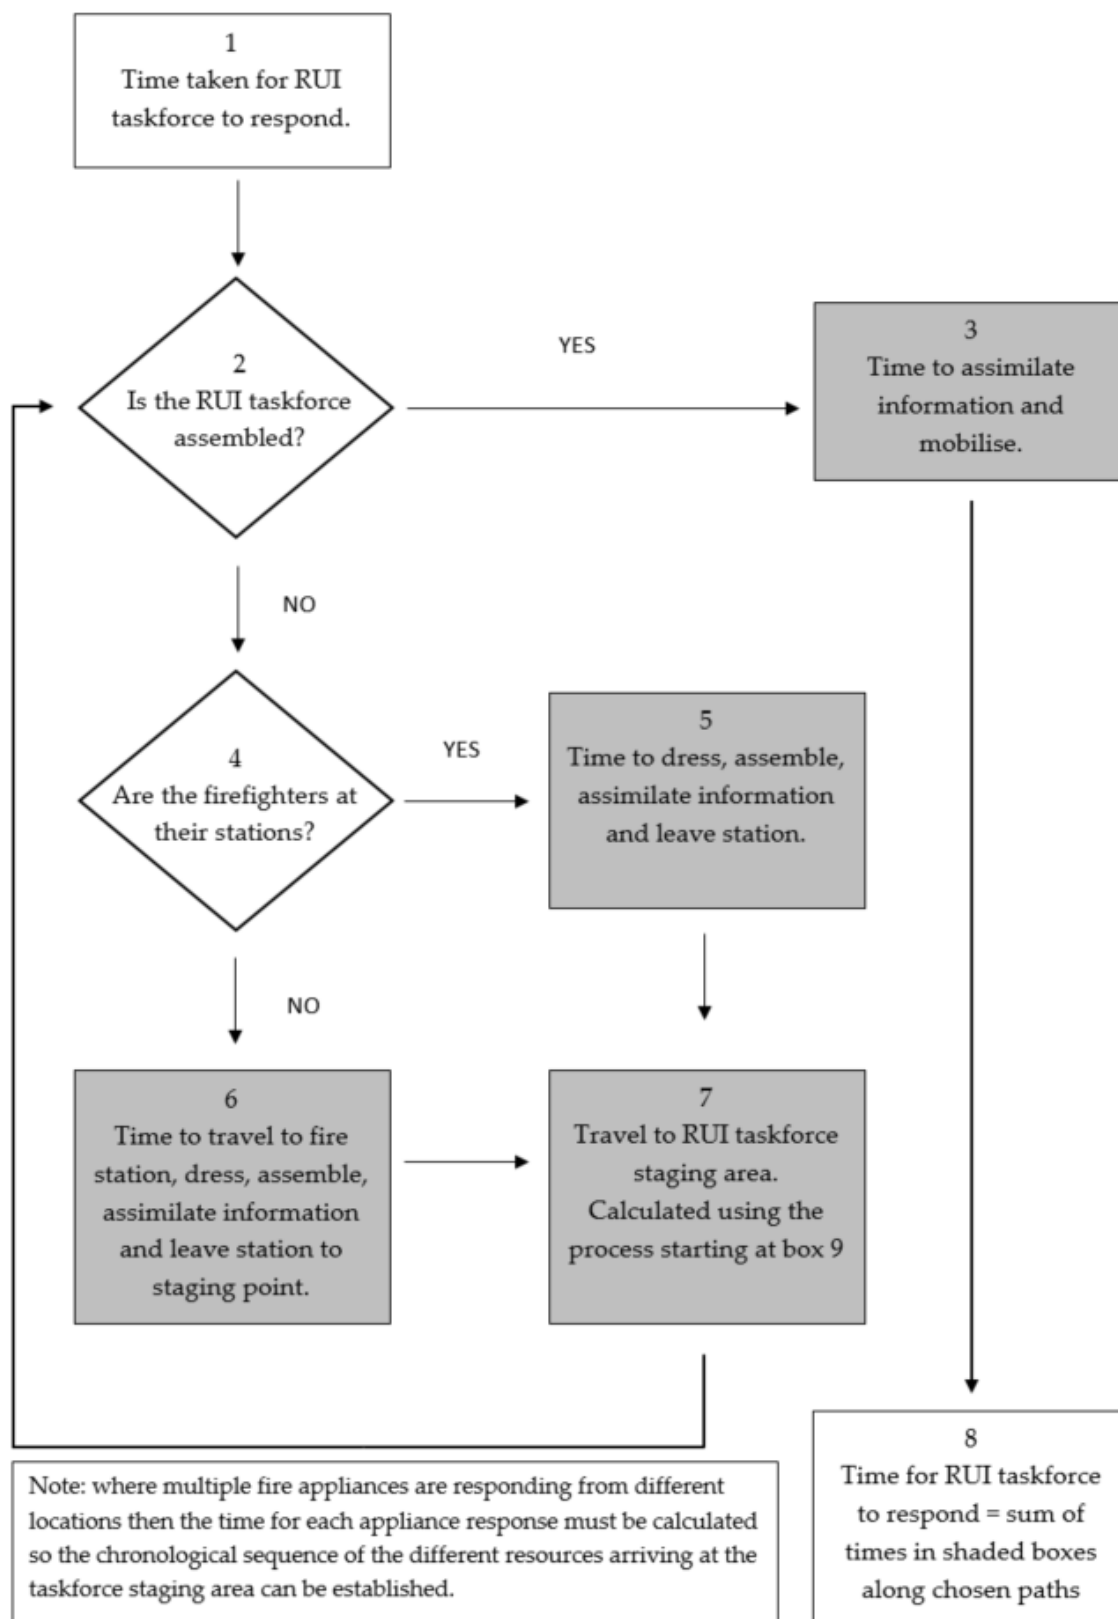 1
Time taken for RUI
taskforce to respond.
2
Is the RUI taskforce
assembled?
YES
3
Time to assimilate
information and
mobilise.
NO
4
Are the firefighters at
their stations?
YES
5
Time to dress, assemble,
assimilate information
and leave station.
NO
6
Time to travel to fire
station, dress, assemble,
assimilate information
and leave station to
staging point.
7
Travel to RUI taskforce
staging area.
Calculated using the
process starting at box 9
8
Time for RUI taskforce
to respond = sum of
times in shaded boxes
along chosen paths
Note: where multiple fire appliances are responding from different
locations then the time for each appliance response must be calculated
so the chronological sequence of the different resources arriving at the
taskforce staging area can be established.